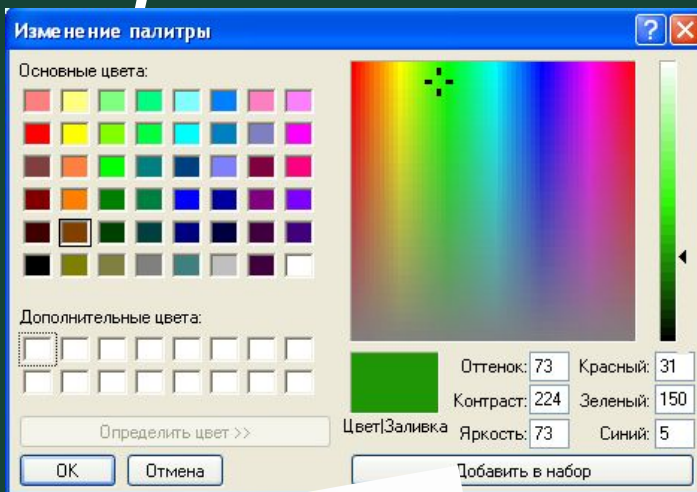 Изменение палитры
?
Основные цвета:
Дополнительные цвета:
Определить цвет >>
ОК Отмена
Цвет|Заливка
Оттенок: 73 Красный: 31
Контраст: 224 Зеленый: 150
Яркость: 73 Синий: 5
Добавить в набор